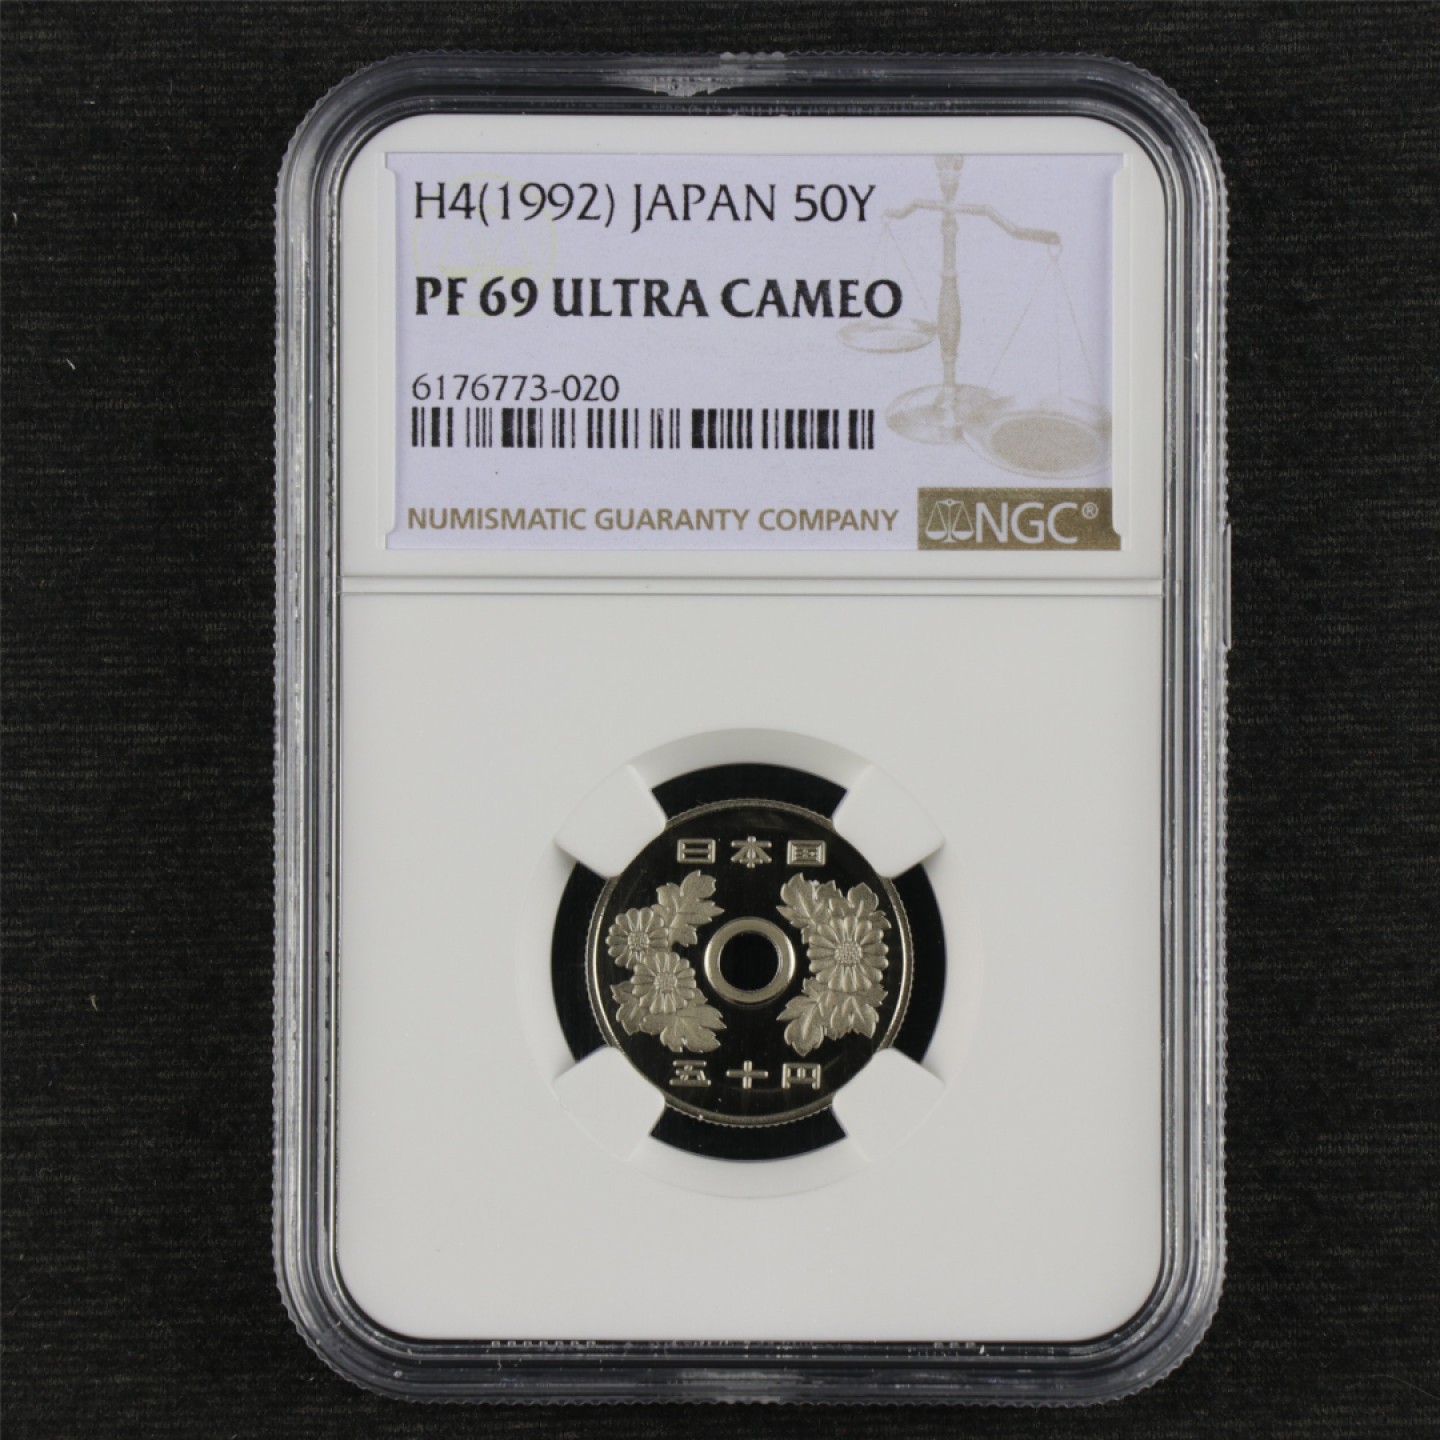 H4(1992) JAPAN 50Y
PF 69 ULTRA CAMEO
6176773-020
NUMISMATIC GUARANTY COMPANY
NGC®
日本国
五十円